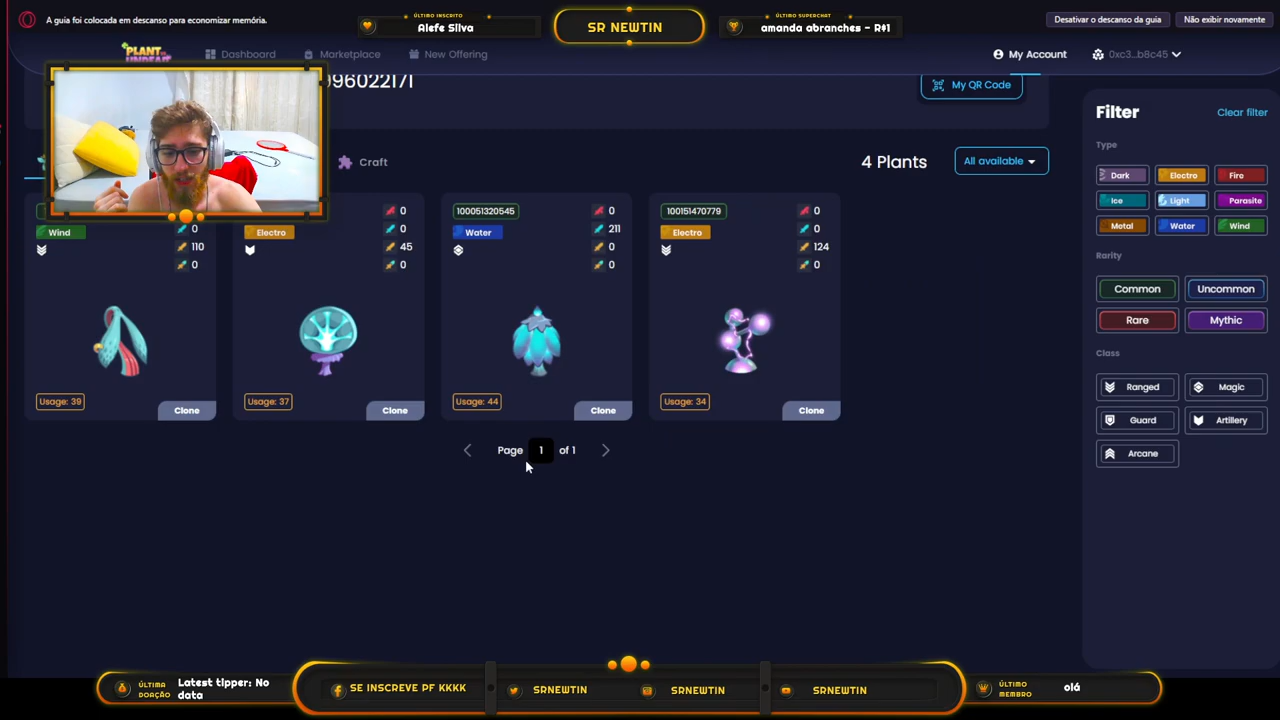 A guia foi colocada em descanso para economizar memória.
ÚLTIMO INSCRITO
Alefe Silva
SR NEWTIN
ÚLTIMO SUPERCHAT
amanda abranches - R$1
Desativar o descanso da guia
Não exibir novamente
PLANT
UNDEAD
Dashboard
Marketplace
New Offering
My Account
0xc3...b8c45
096022171
My QR Code
Craft
4 Plants
All available
Wind
0
110
0
Usage: 39
Clone
Electro
0
0
45
0
Usage: 37
Clone
100051320545
Water
0
211
0
0
Usage: 44
Clone
100151470779
Electro
0
0
124
0
Usage: 34
Clone
Page 1 of 1
Filter
Clear filter
Type
Dark
Electro
Fire
Ice
Light
Parasite
Metal
Water
Wind
Rarity
Common
Uncommon
Rare
Mythic
Class
Ranged
Magic
Guard
Artillery
Arcane
ÚLTIMA DOAÇÃO
Latest tipper: No data
SE INSCREVE PF KKKK
SRNEWTIN
SRNEWTIN
SRNEWTIN
ÚLTIMO MEMBRO
olá